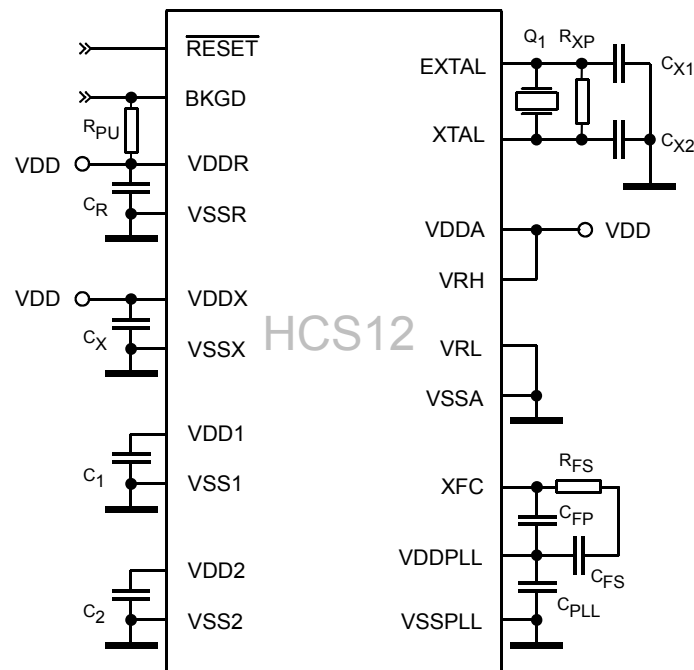 RESET
BKGD
RPU
VDD
VDDR
CR
VSSR
VDD
VDDX
CX
VSSX
VDD1
C1
VSS1
VDD2
C2
VSS2
HCS12
Q1
RXP
EXTAL
CX1
XTAL
CX2
VDDA
VDD
VRH
VRL
VSSA
RFS
XFC
CFP
VDDPLL
CFS
CPLL
VSSPLL